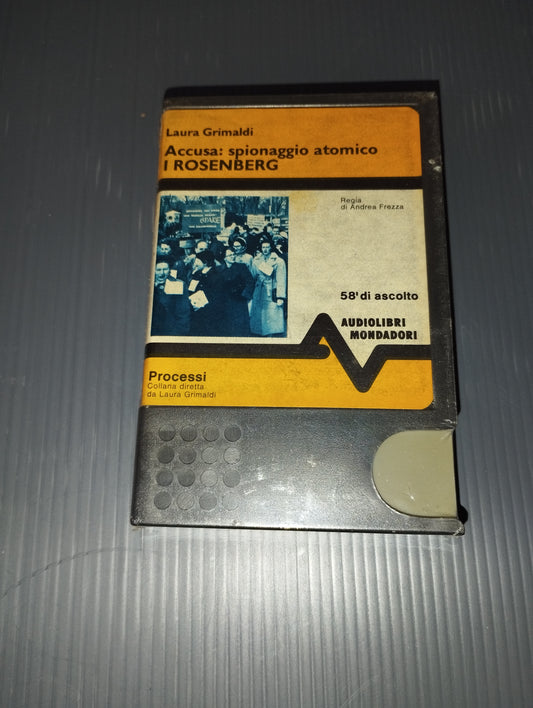 Laura Grimaldi
Accusa: spionaggio atomico
I ROSENBERG
Regia
di Andrea Frezza
58' di ascolto
AUDIOLIBRI
MONDADORI
Processi
Collana diretta
da Laura Grimaldi